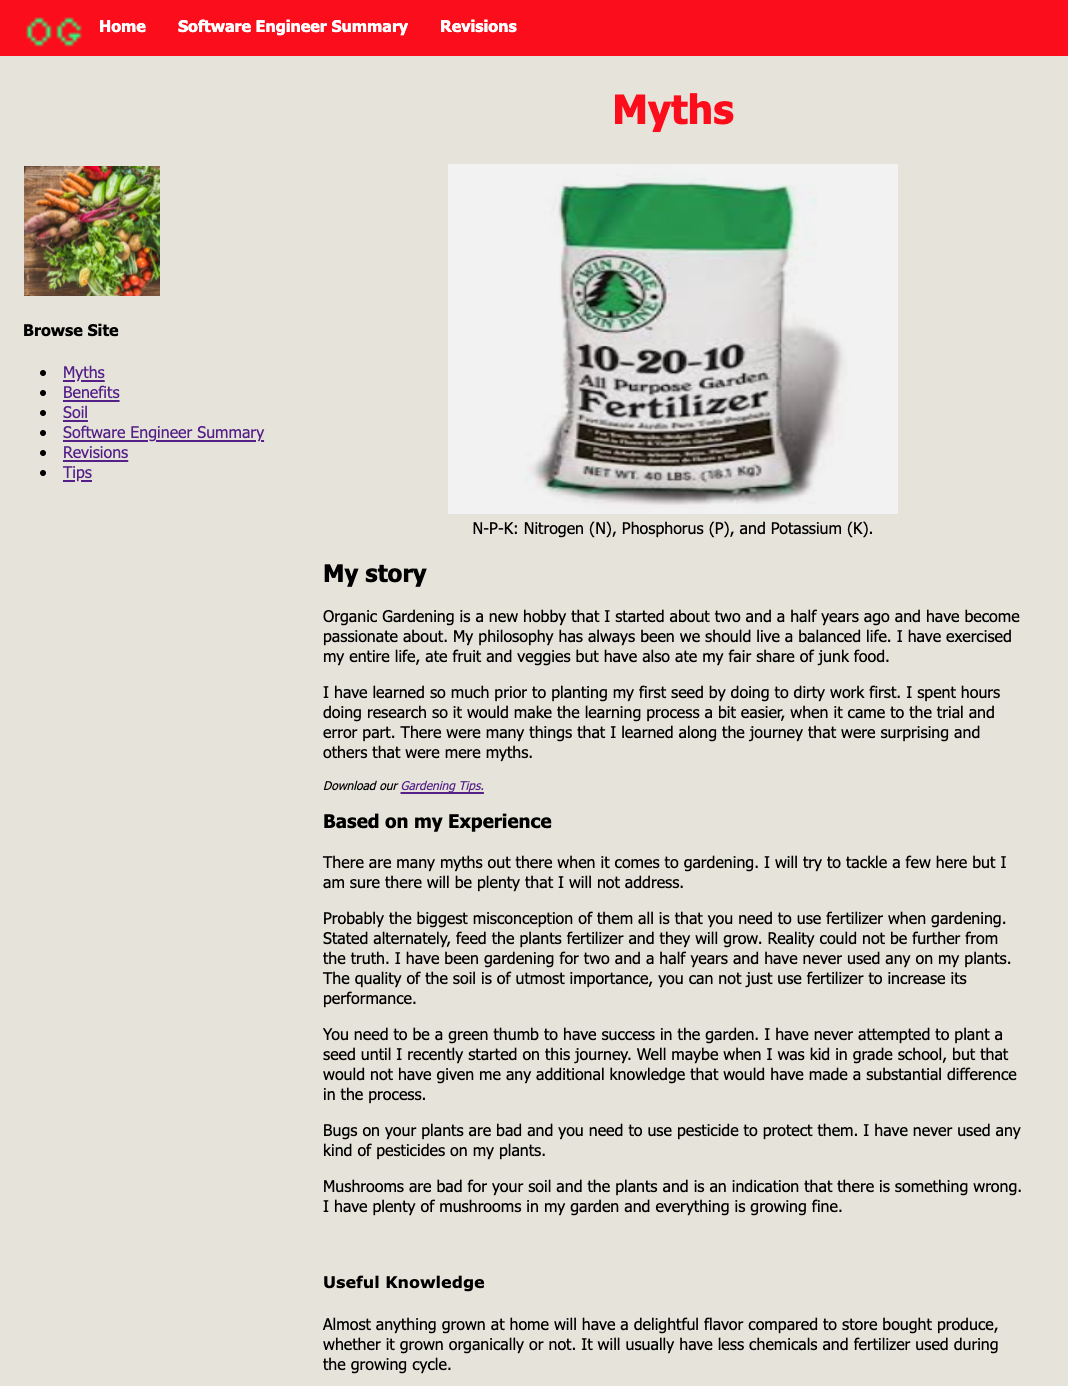 OG Home Software Engineer Summary Revisions
Myths
Browse Site
Myths
Benefits
Soil
Software Engineer Summary
Revisions
Tips
TWIN PINE
TWIN PINE
10-20-10
All Purpose Garden
Fertilizer
NET WT. 40 LBS. (18.1 Kg)
N-P-K: Nitrogen (N), Phosphorus (P), and Potassium (K).
My story
Organic Gardening is a new hobby that I started about two and a half years ago and have become
passionate about. My philosophy has always been we should live a balanced life. I have exercised
my entire life, ate fruit and veggies but have also ate my fair share of junk food.
I have learned so much prior to planting my first seed by doing to dirty work first. I spent hours
doing research so it would make the learning process a bit easier, when it came to the trial and
error part. There were many things that I learned along the journey that were surprising and
others that were mere myths.
Download our Gardening Tips.
Based on my Experience
There are many myths out there when it comes to gardening. I will try to tackle a few here but I
am sure there will be plenty that I will not address.
Probably the biggest misconception of them all is that you need to use fertilizer when gardening.
Stated alternately, feed the plants fertilizer and they will grow. Reality could not be further from
the truth. I have been gardening for two and a half years and have never used any on my plants.
The quality of the soil is of utmost importance, you can not just use fertilizer to increase its
performance.
You need to be a green thumb to have success in the garden. I have never attempted to plant a
seed until I recently started on this journey. Well maybe when I was kid in grade school, but that
would not have given me any additional knowledge that would have made a substantial difference
in the process.
Bugs on your plants are bad and you need to use pesticide to protect them. I have never used any
kind of pesticides on my plants.
Mushrooms are bad for your soil and the plants and is an indication that there is something wrong.
I have plenty of mushrooms in my garden and everything is growing fine.
Useful Knowledge
Almost anything grown at home will have a delightful flavor compared to store bought produce,
whether it grown organically or not. It will usually have less chemicals and fertilizer used during
the growing cycle.